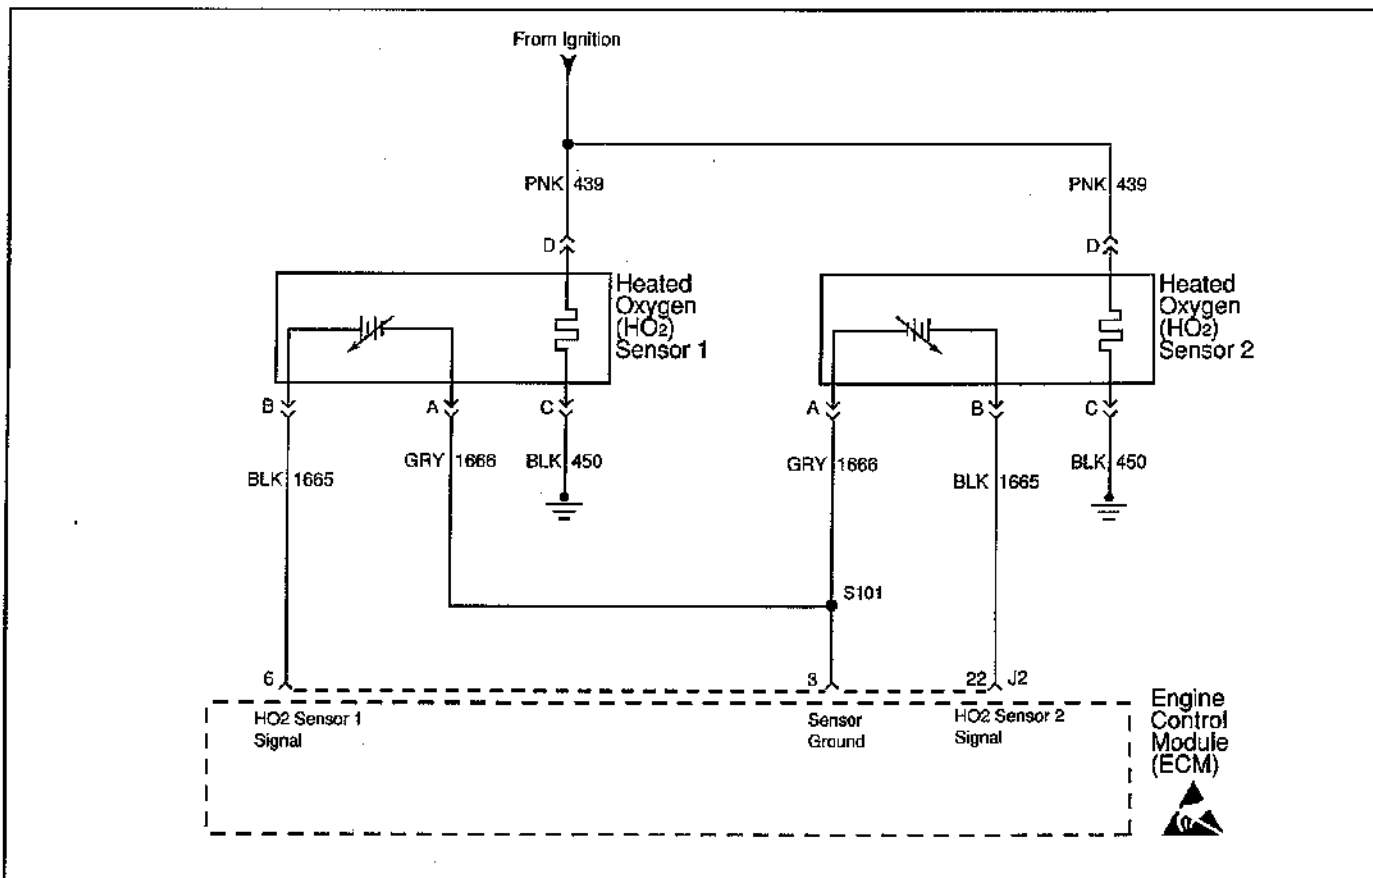 From Ignition
PNK 439
PNK 439
D
D
Heated
Oxygen
(HO2)
Sensor 1
Heated
Oxygen
(HO2)
Sensor 2
B
A
C
A
B
C
GRY 1666
BLK 450
GRY 1666
BLK 450
BLK 1665
BLK 1665
S101
6
3
22
J2
HO2 Sensor 1
Signal
Sensor
Ground
HO2 Sensor 2
Signal
Engine
Control
Module
(ECM)